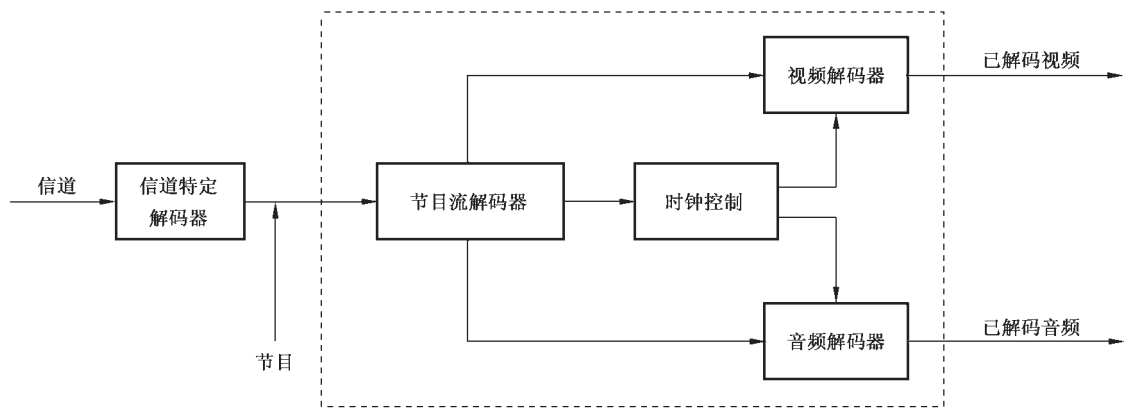 信道
信道特定
解码器
节目
节目流解码器
时钟控制
视频解码器
已解码视频
音频解码器
已解码音频